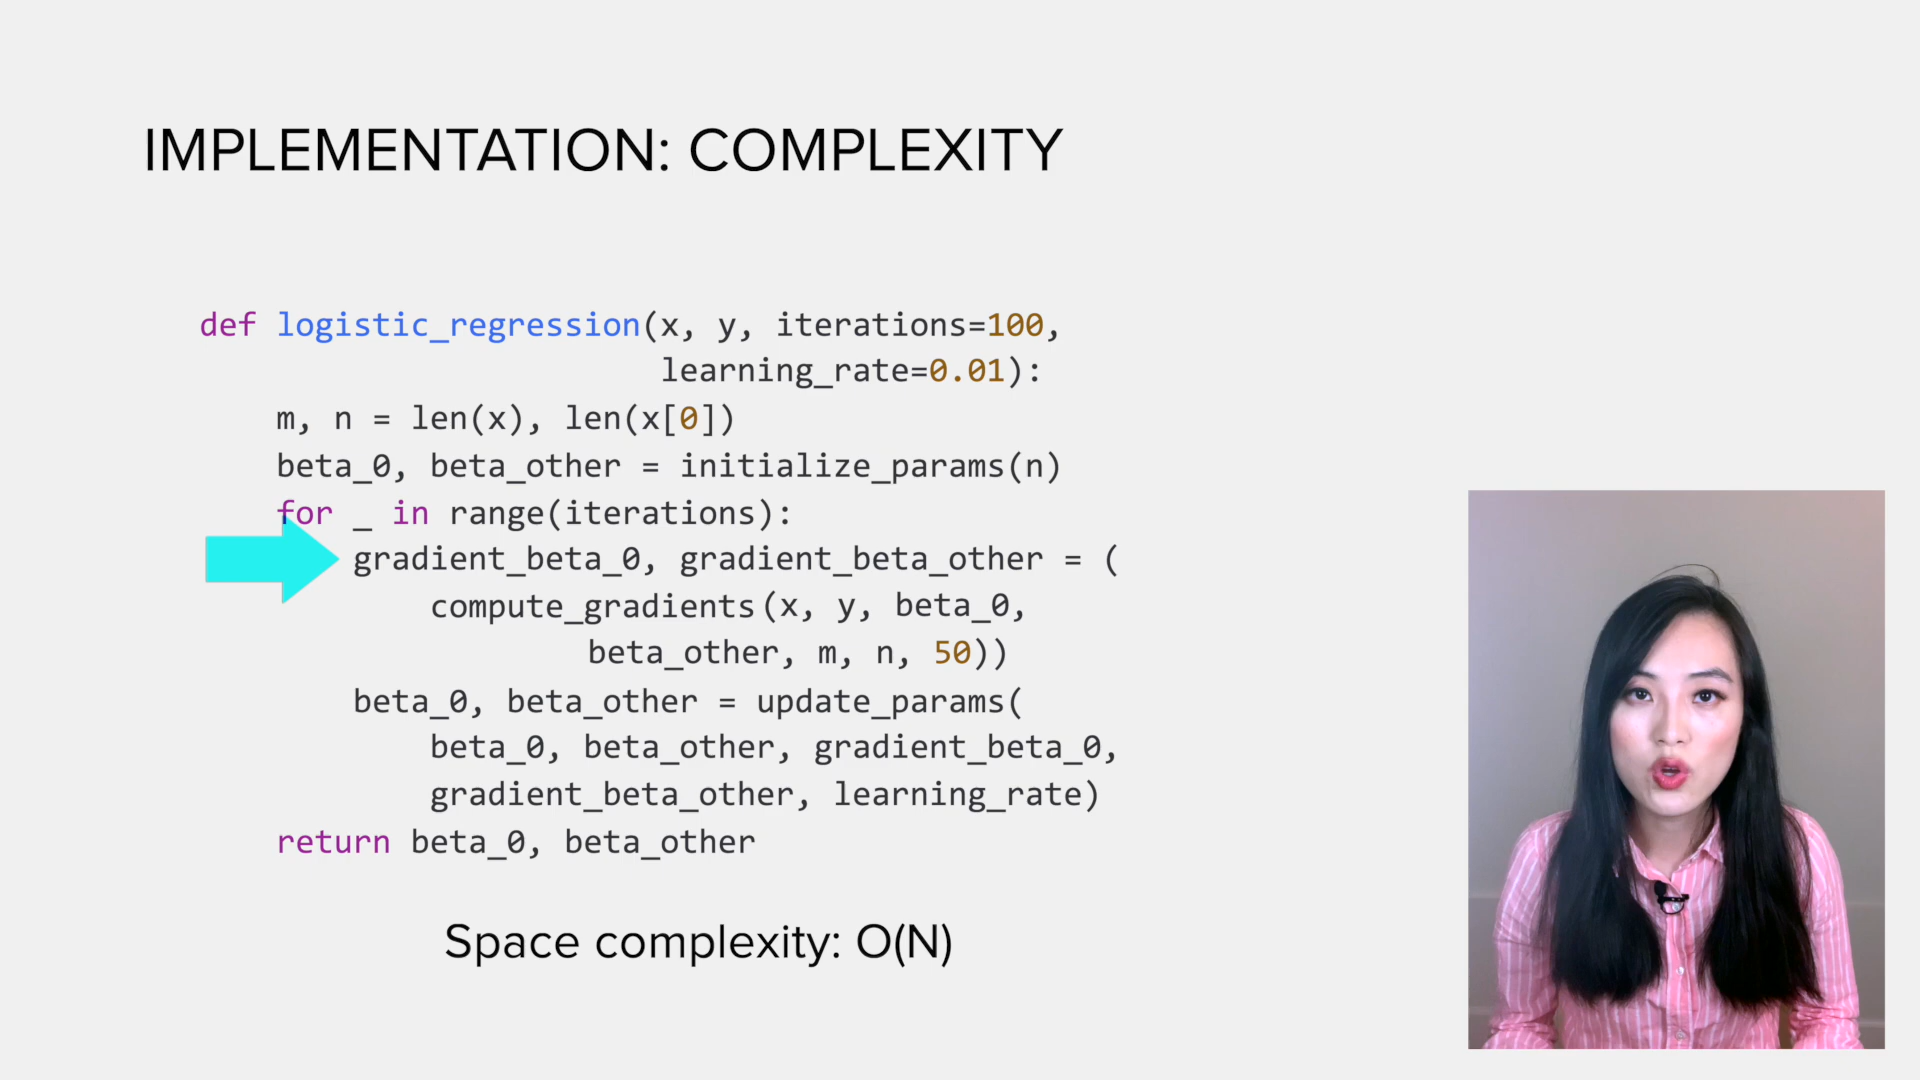 IMPLEMENTATION: COMPLEXITY
def logistic_regression(x, y, iterations=100,
learning_rate=0.01):
m, n = len(x), len(x[0])
beta_0, beta_other = initialize_params(n)
for _ in range(iterations):
gradient_beta_0, gradient_beta_other = (
compute_gradients(x, y, beta_0,
beta_other, m, n, 50))
beta_0, beta_other = update_params(
beta_0, beta_other, gradient_beta_0,
gradient_beta_other, learning_rate)
return beta_0, beta_other
Space complexity: O(N)